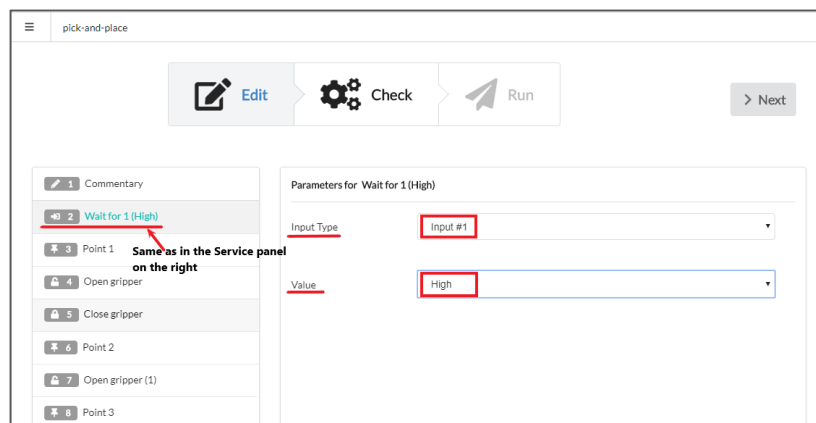 pick-and-place
Edit
Check
Run
Next
1 Commentary
2 Wait for 1 (High)
3 Point 1
4 Open gripper
5 Close gripper
6 Point 2
7 Open gripper (1)
8 Point 3
Same as in the Service panel
on the right
Parameters for Wait for 1 (High)
Input Type
Input #1
Value
High